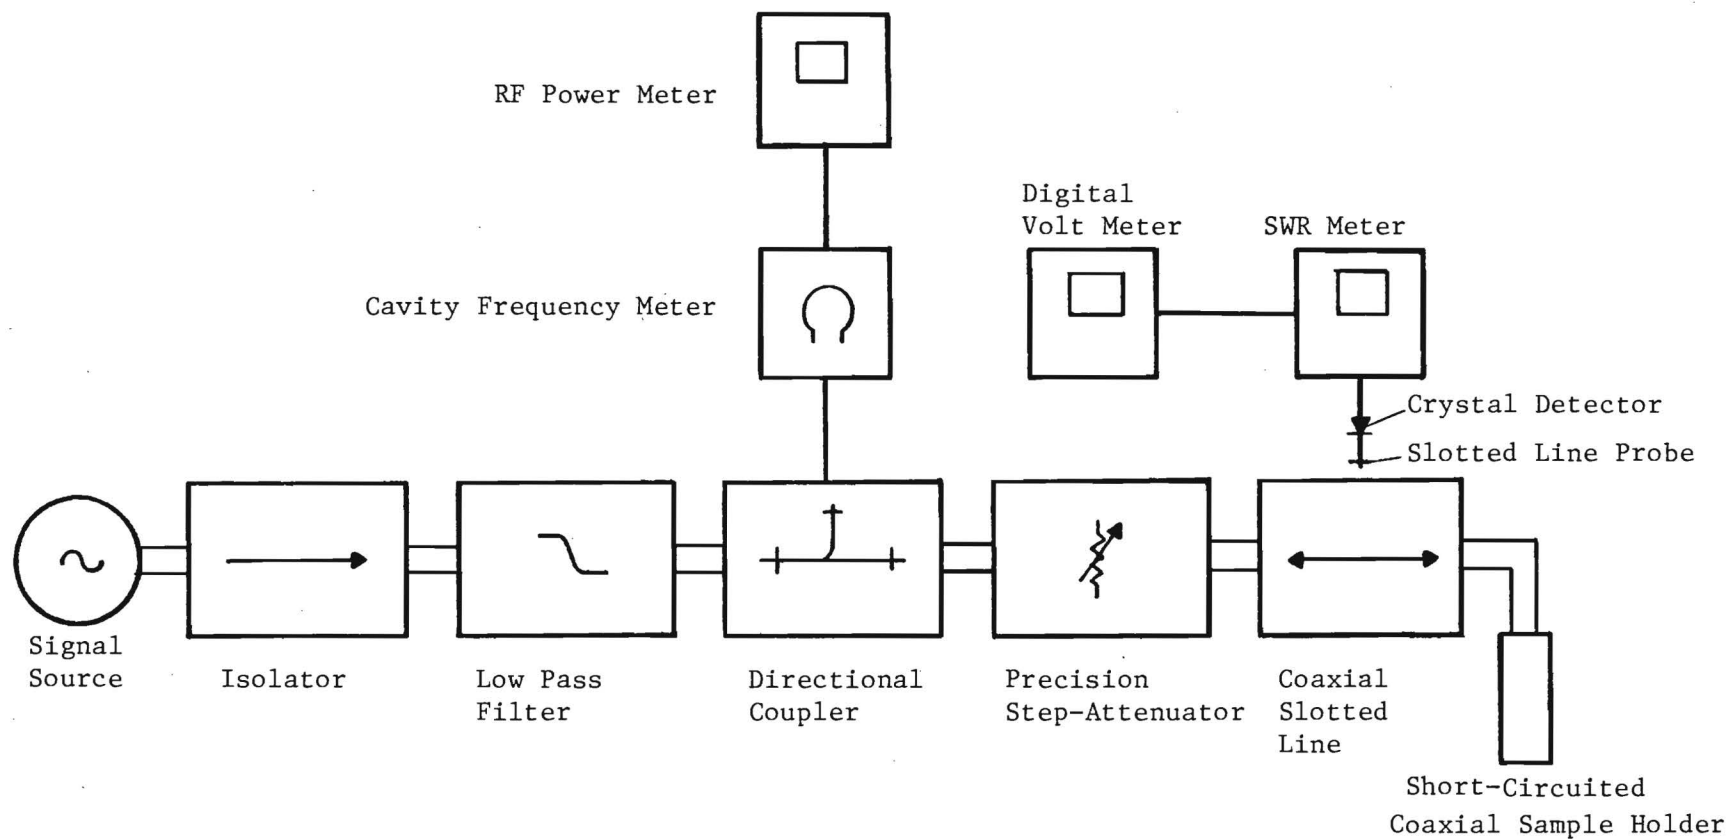 RF Power Meter
Digital
Volt Meter
SWR Meter
Cavity Frequency Meter
Crystal Detector
Slotted Line Probe
Signal
Source
Isolator
Low Pass
Filter
Directional
Coupler
Precision
Step-Attenuator
Coaxial
Slotted
Line
Short-Circuited
Coaxial Sample Holder